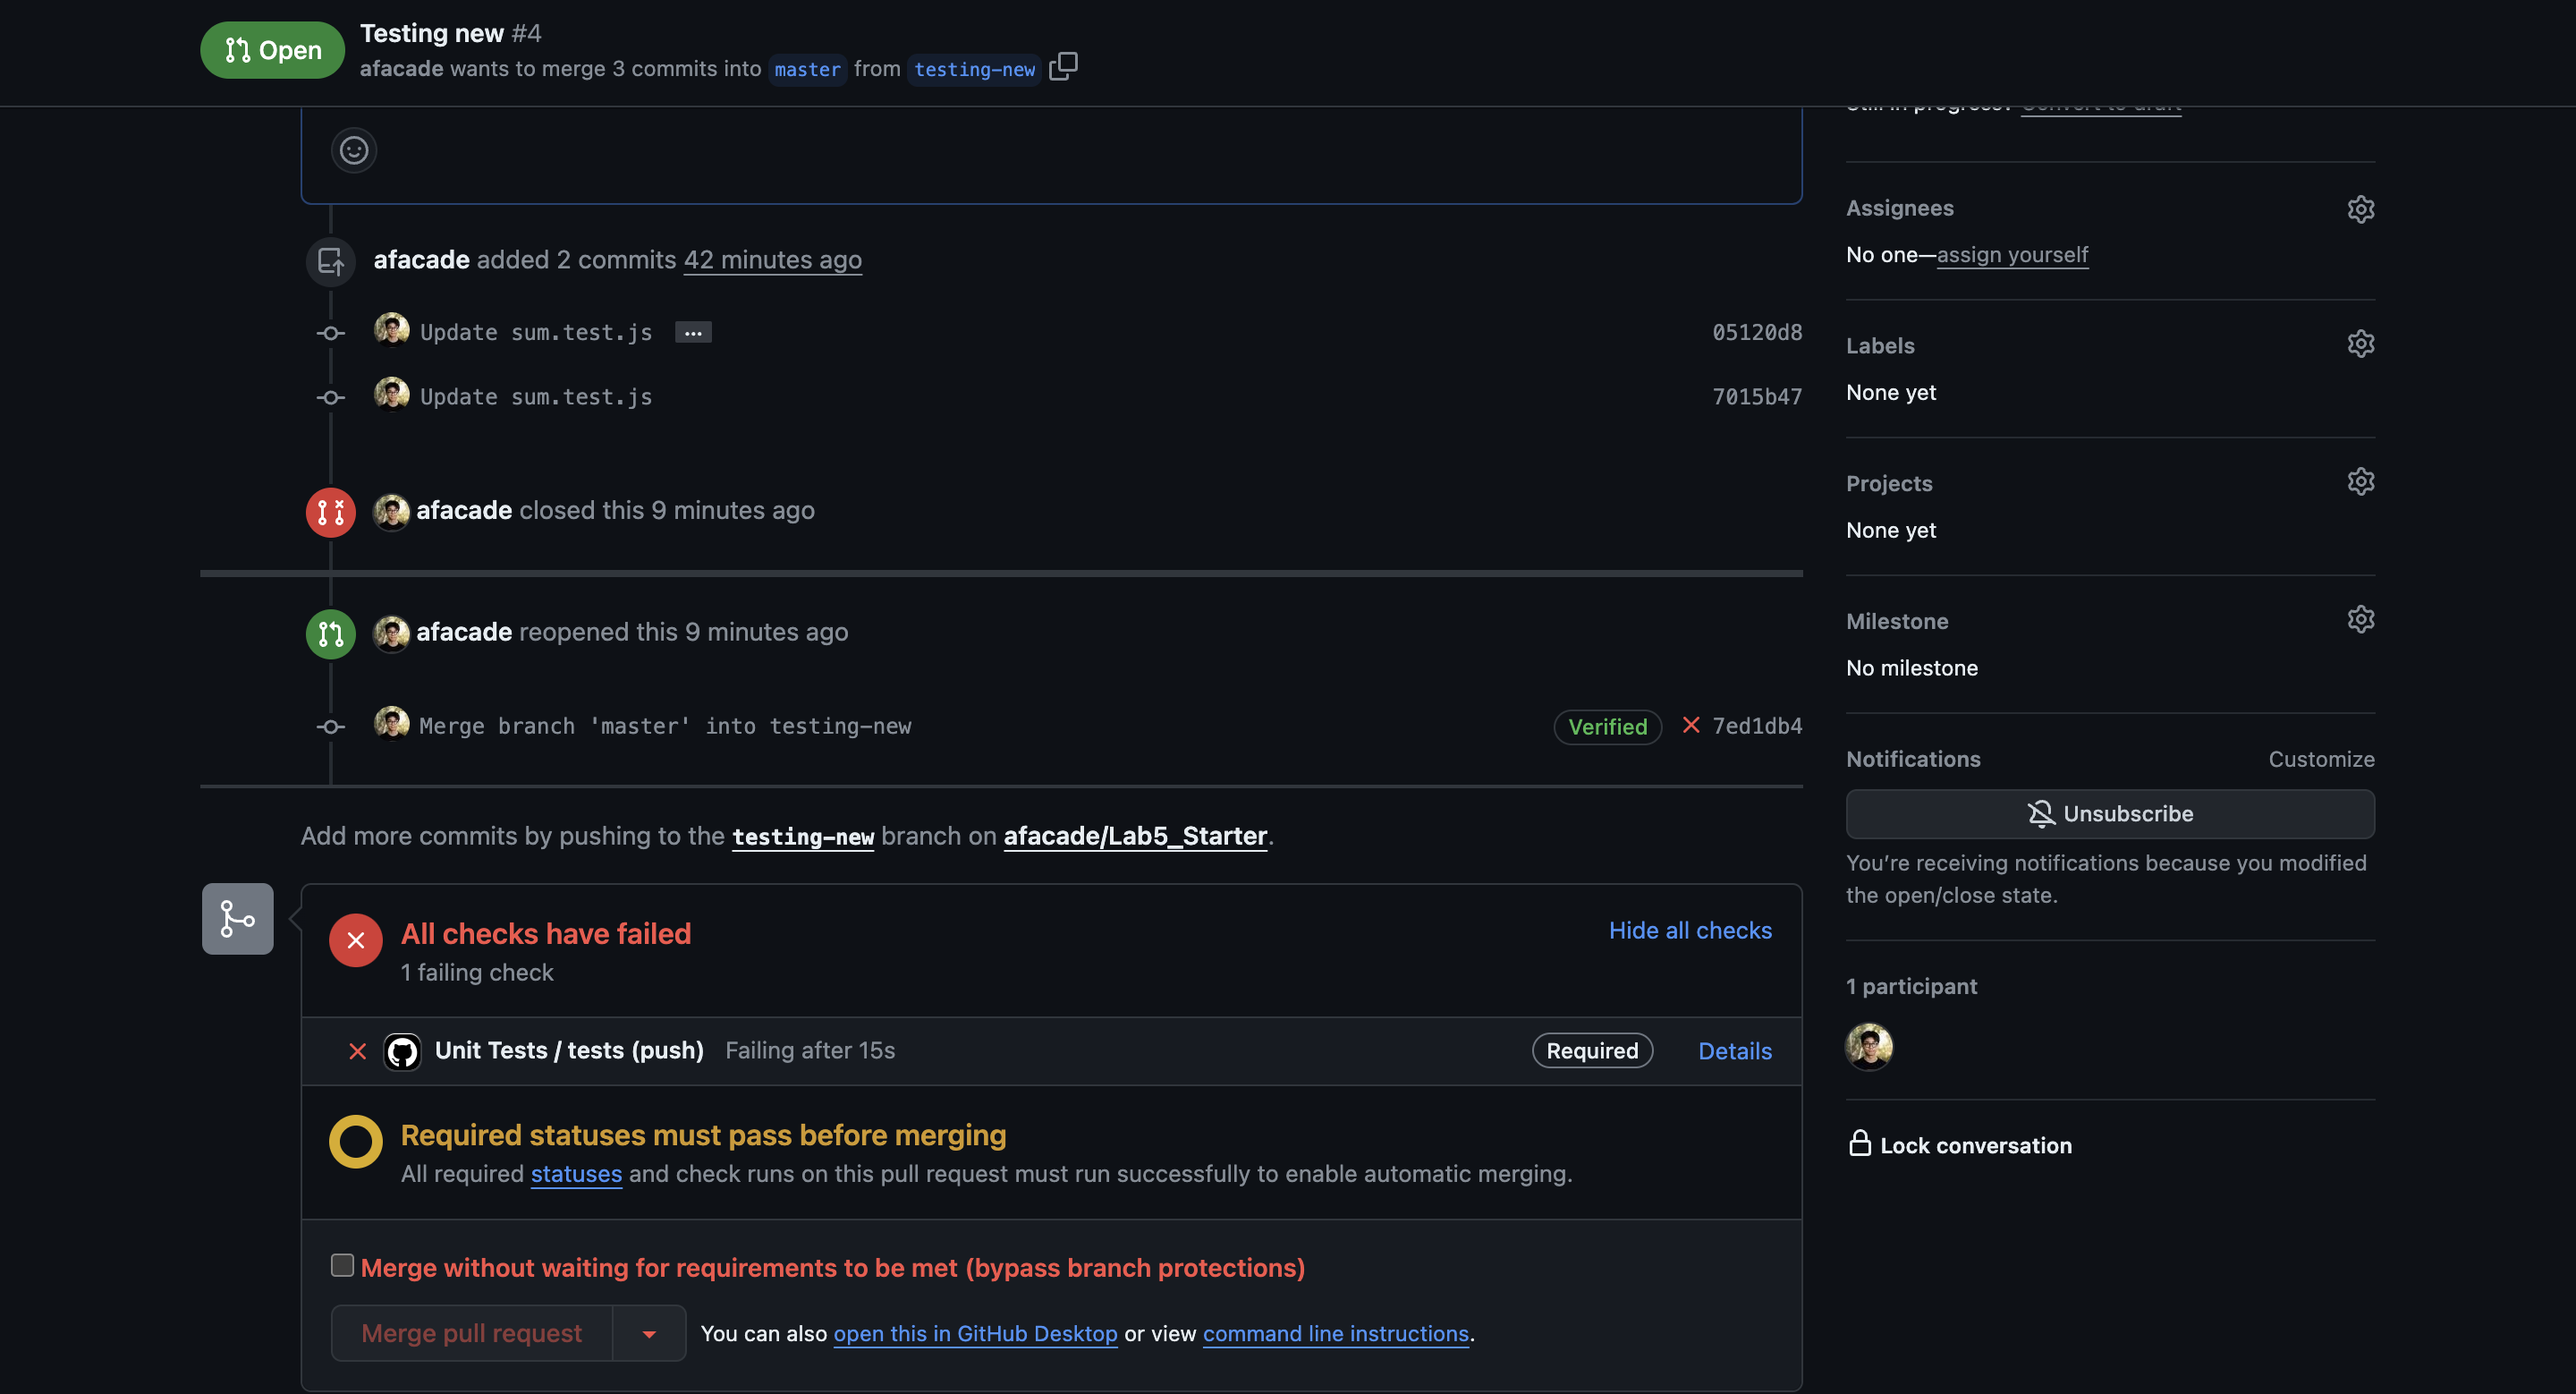 Open
Testing new #4
afacade wants to merge 3 commits into master from testing-new
Still in progress? Convert to draft
afacade added 2 commits 42 minutes ago
Update sum.test.js ... 05120d8
Update sum.test.js 7015b47
afacade closed this 9 minutes ago
afacade reopened this 9 minutes ago
Merge branch 'master' into testing-new Verified 7ed1db4
Add more commits by pushing to the testing-new branch on afacade/Lab5_Starter.
All checks have failed
Hide all checks
1 failing check
Unit Tests / tests (push) Failing after 15s Required Details
Required statuses must pass before merging
All required statuses and check runs on this pull request must run successfully to enable automatic merging.
Merge without waiting for requirements to be met (bypass branch protections)
Merge pull request
You can also open this in GitHub Desktop or view command line instructions.
Assignees
No one—assign yourself
Labels
None yet
Projects
None yet
Milestone
No milestone
Notifications Customize
Unsubscribe
You're receiving notifications because you modified
the open/close state.
1 participant
Lock conversation